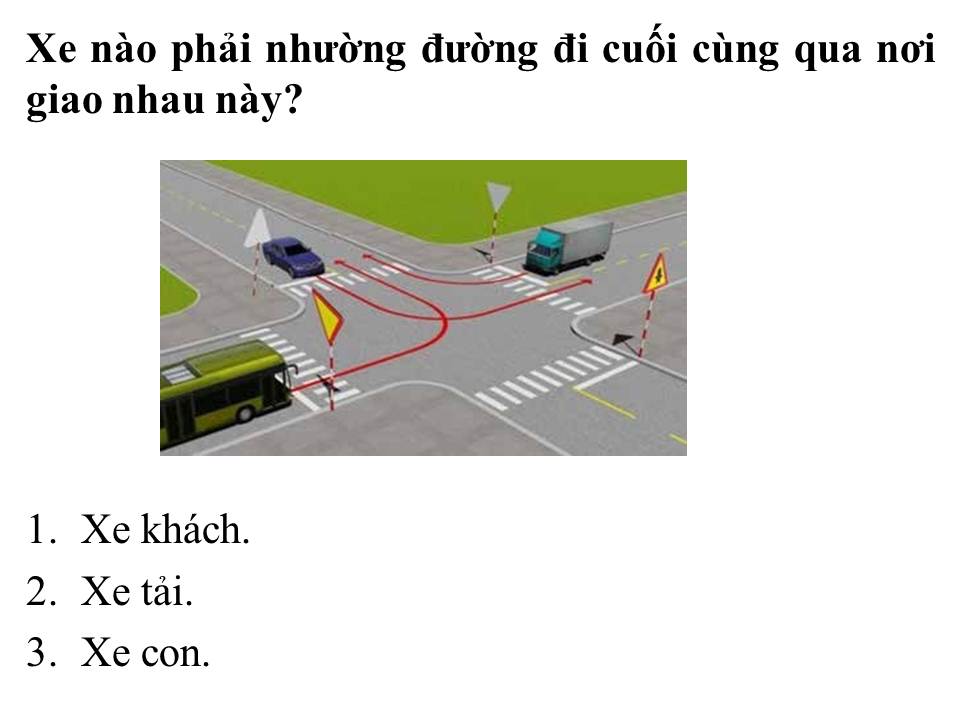 Xe nào phải nhường đường đi cuối cùng qua nơi
giao nhau này?
1. Xe khách.
2. Xe tải.
3. Xe con.